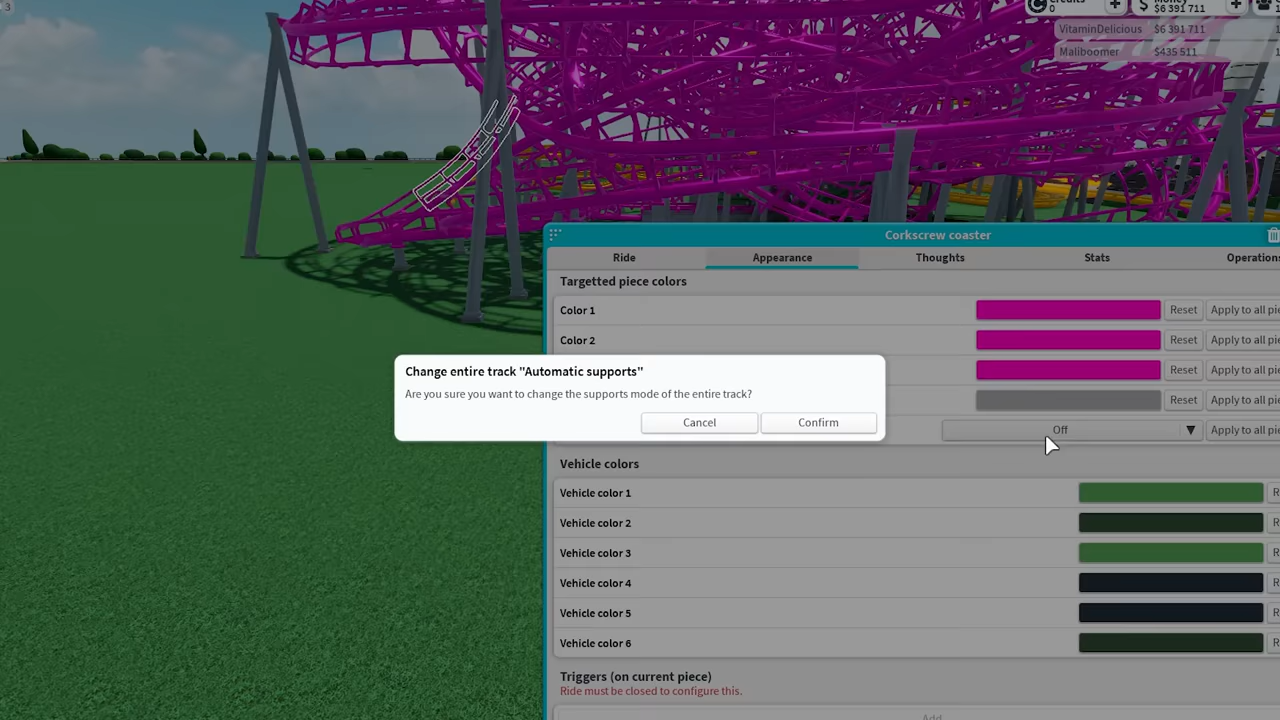 3
Credits
0
+
$
Money
$6 391 711
+
VitaminDelicious $6 391 711
Maliboomer $435 511
Corkscrew coaster
Ride Appearance Thoughts Stats Operations
Targetted piece colors
Color 1 Reset Apply to all pie
Color 2 Reset Apply to all pie
Reset Apply to all pie
Reset Apply to all pie
Off ▼ Apply to all pie
Change entire track "Automatic supports"
Are you sure you want to change the supports mode of the entire track?
Cancel Confirm
Vehicle colors
Vehicle color 1 R
Vehicle color 2 R
Vehicle color 3 R
Vehicle color 4 R
Vehicle color 5 R
Vehicle color 6 R
Triggers (on current piece)
Ride must be closed to configure this.
Add